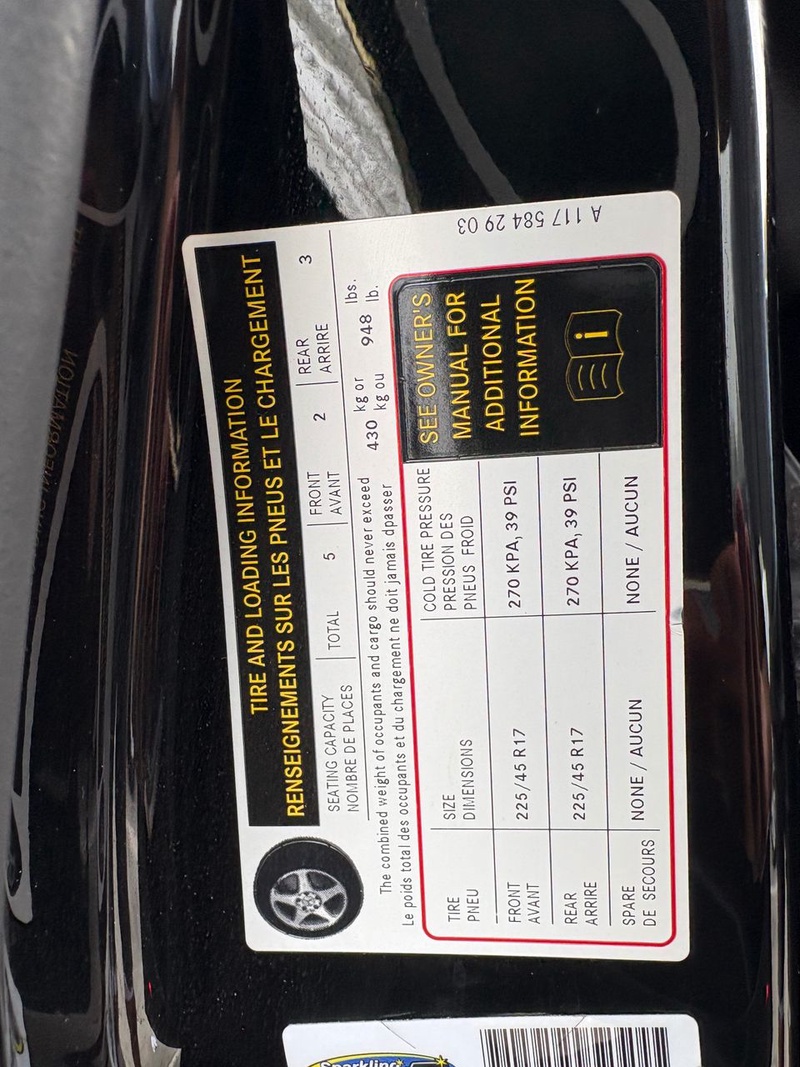 TIRE AND LOADING INFORMATION
RENSEIGNEMENTS SUR LES PNEUS ET LE CHARGEMENT
SEATING CAPACITY
NOMBRE DE PLACES
TOTAL 5
FRONT
AVANT
2
REAR
ARRIRE
3
The combined weight of occupants and cargo should never exceed 430 kg or 948 lbs.
Le poids total des occupants et du chargement ne doit jamais dpasser kg ou lb.
TIRE
PNEU
SIZE
DIMENSIONS
COLD TIRE PRESSURE
PRESSION DES
PNEUS FROID
FRONT
AVANT
225/45 R17
270 KPA, 39 PSI
REAR
ARRIRE
225/45 R17
270 KPA, 39 PSI
SPARE
DE SECOURS
NONE / AUCUN
NONE / AUCUN
SEE OWNER'S
MANUAL FOR
ADDITIONAL
INFORMATION
i
A 117 584 29 03
Sparkling